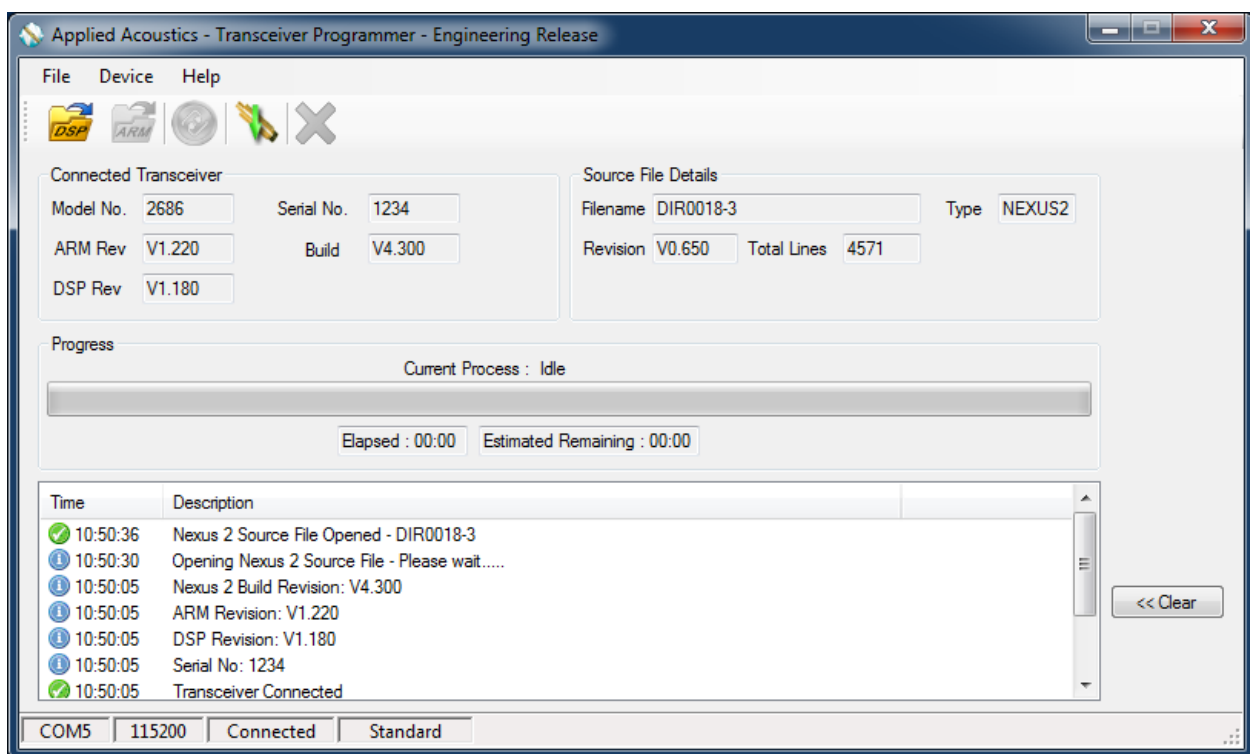 Applied Acoustics - Transceiver Programmer - Engineering Release
File Device Help
DSP ARM
Connected Transceiver
Model No. 2686 Serial No. 1234
ARM Rev V1.220 Build V4.300
DSP Rev V1.180
Source File Details
Filename DIR0018-3 Type NEXUS2
Revision V0.650 Total Lines 4571
Progress
Current Process : Idle
Elapsed : 00:00 Estimated Remaining : 00:00
Time Description
10:50:36 Nexus 2 Source File Opened - DIR0018-3
10:50:30 Opening Nexus 2 Source File - Please wait.....
10:50:05 Nexus 2 Build Revision: V4.300
10:50:05 ARM Revision: V1.220
10:50:05 DSP Revision: V1.180
10:50:05 Serial No: 1234
10:50:05 Transceiver Connected
<< Clear
COM5 115200 Connected Standard